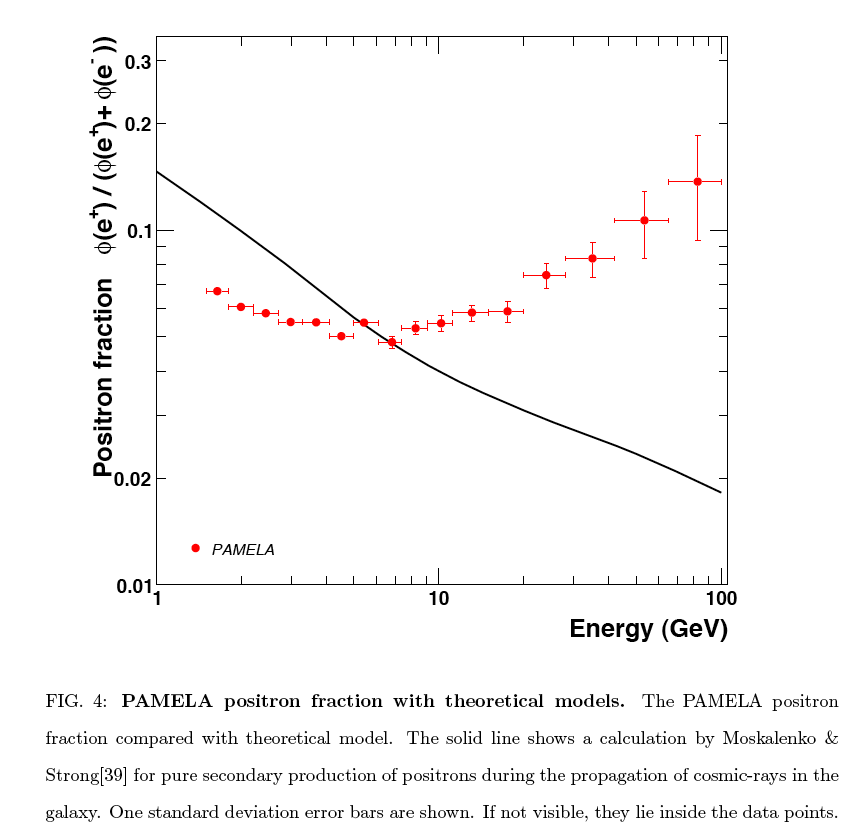 Positron fraction ϕ(e⁺) / (ϕ(e⁺)+ ϕ(e⁻))
0.3
0.2
0.1
0.02
0.01
PAMELA
1 10 100
Energy (GeV)
FIG. 4: PAMELA positron fraction with theoretical models. The PAMELA positron
fraction compared with theoretical model. The solid line shows a calculation by Moskalenko &
Strong[39] for pure secondary production of positrons during the propagation of cosmic-rays in the
galaxy. One standard deviation error bars are shown. If not visible, they lie inside the data points.